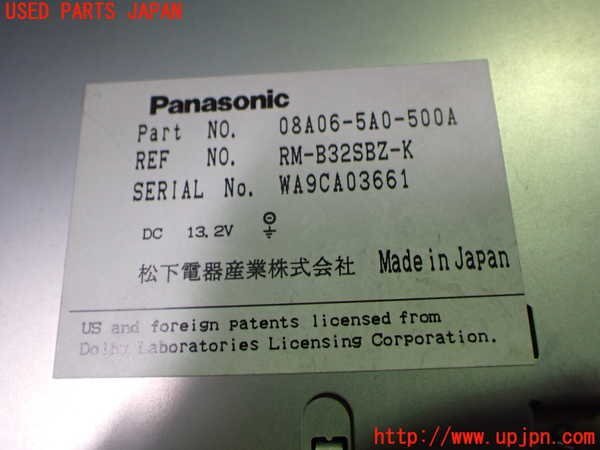 USED PARTS JAPAN
Panasonic
Part NO. 08A06-5A0-500A
REF NO. RM-B32SBZ-K
SERIAL No. WA9CA03661
DC 13.2V
松下電器産業株式会社 Made in Japan
US and foreign patents licensed from
Dolby Laboratories Licensing Corporation.
http://www.upjpn.com/